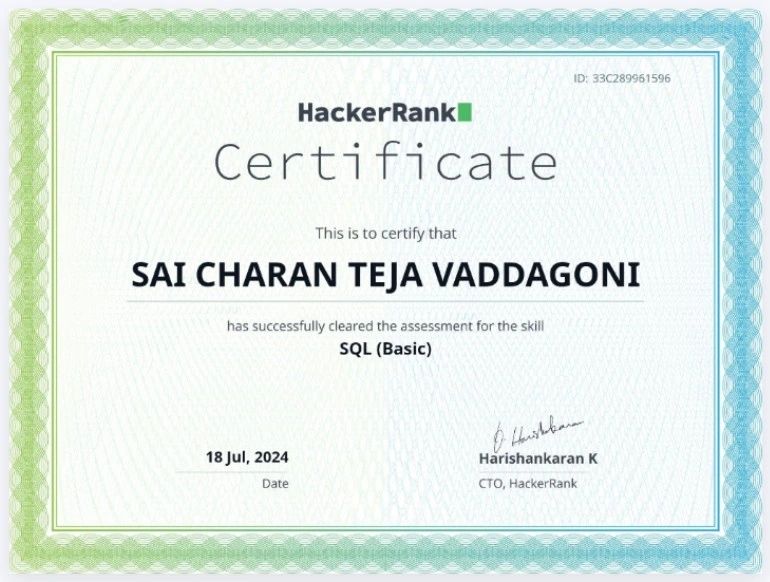 ID: 33C289961596
HackerRank
Certificate
This is to certify that
SAI CHARAN TEJA VADDAGONI
has successfully cleared the assessment for the skill
SQL (Basic)
18 Jul, 2024
Date
Harishankaran K
CTO, HackerRank